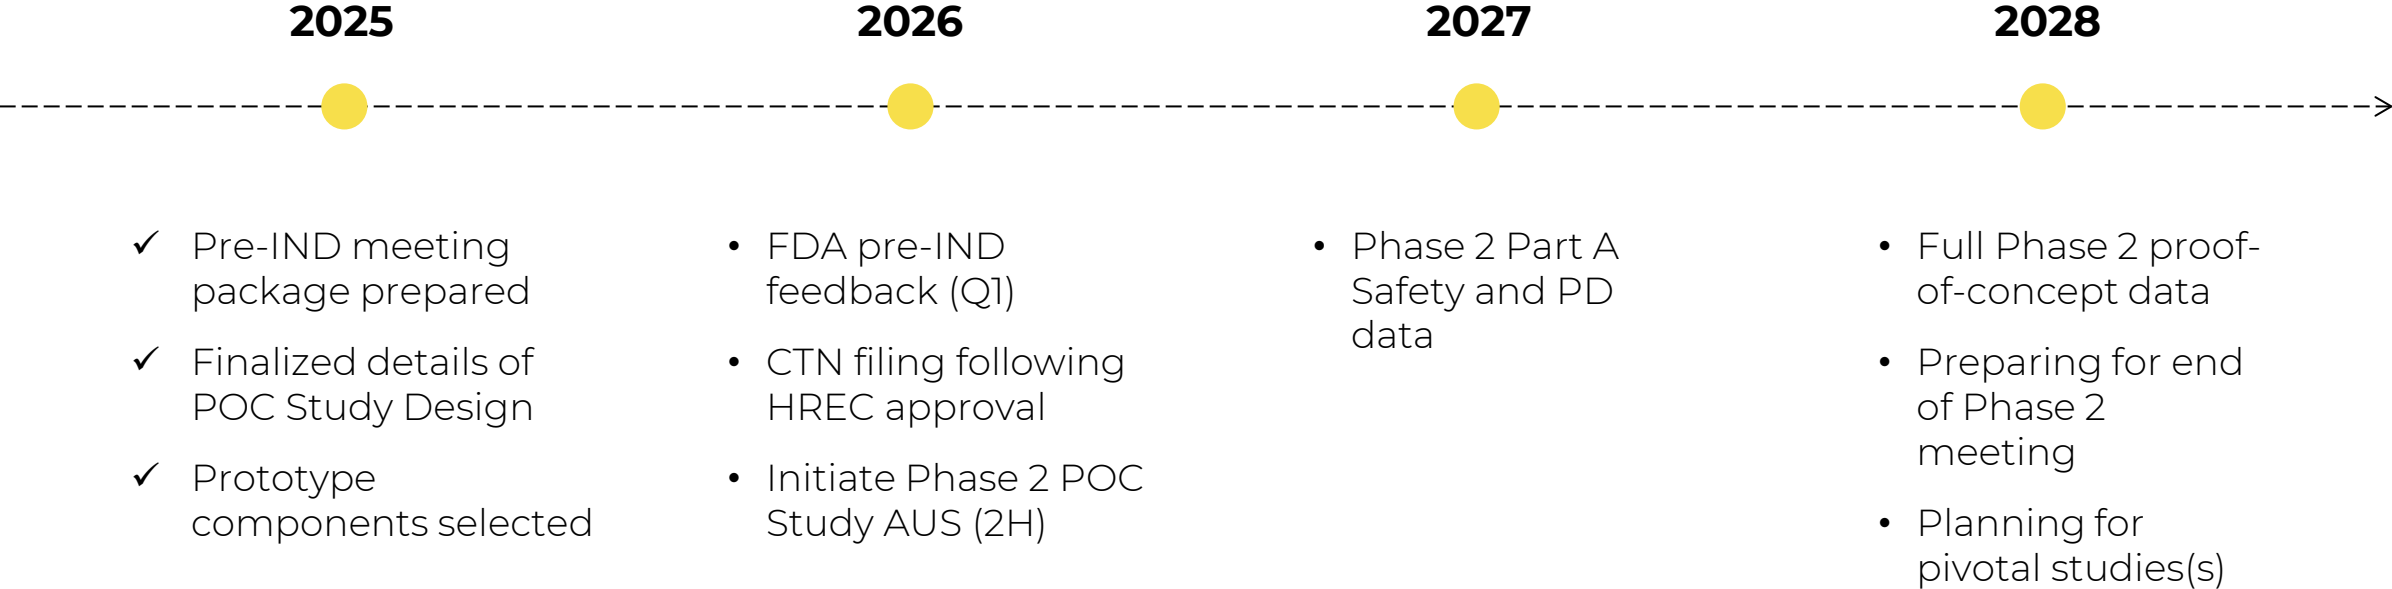 2025
2026
2027
2028
✓ Pre-IND meeting
package prepared
✓ Finalized details of
POC Study Design
✓ Prototype
components selected
• FDA pre-IND
feedback (Q1)
• CTN filing following
HREC approval
• Initiate Phase 2 POC
Study AUS (2H)
• Phase 2 Part A
Safety and PD
data
• Full Phase 2 proof-
of-concept data
• Preparing for end
of Phase 2
meeting
• Planning for
pivotal studies(s)